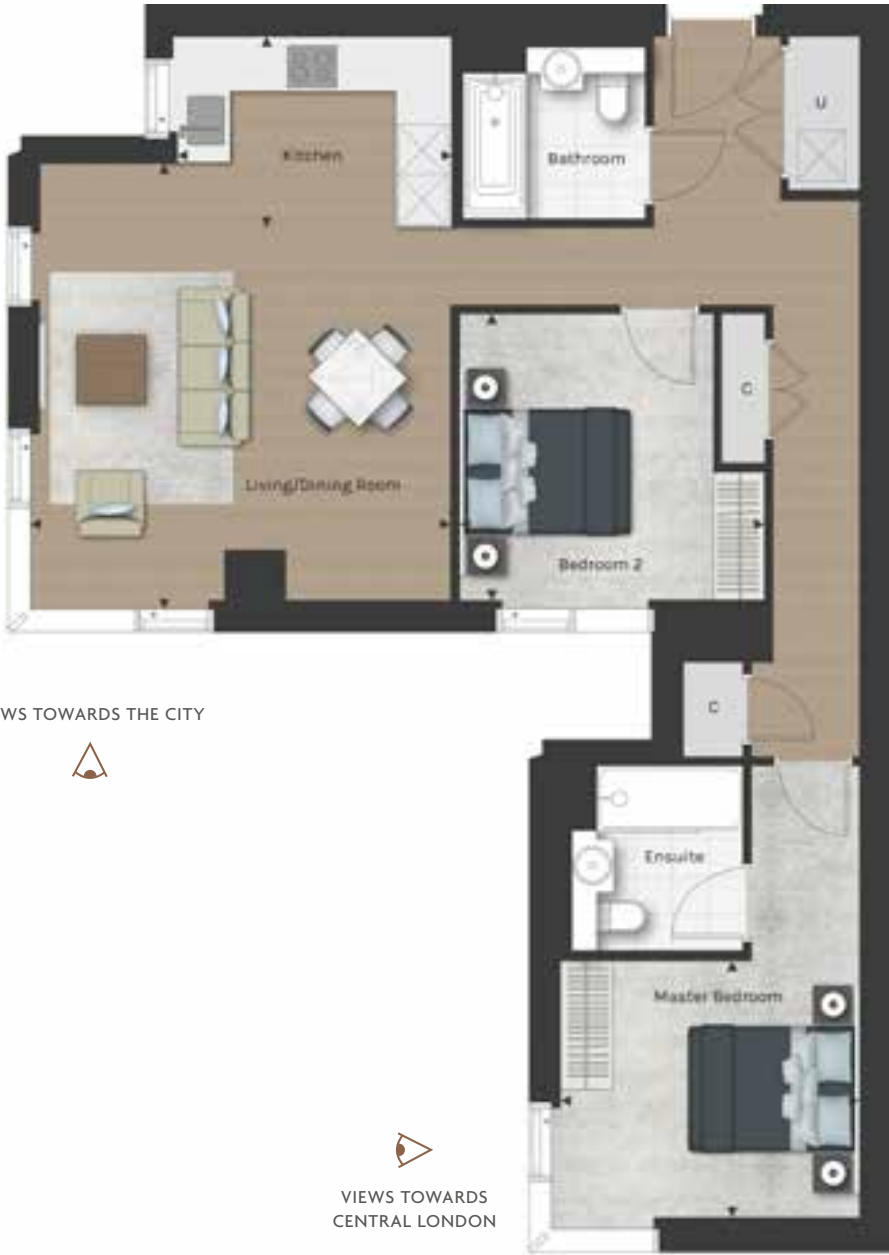 U
Kitchen
Bathroom
C
Living/Dining Room
Bedroom 2
WS TOWARDS THE CITY
C
Ensuite
Master Bedroom
VIEWS TOWARDS
CENTRAL LONDON